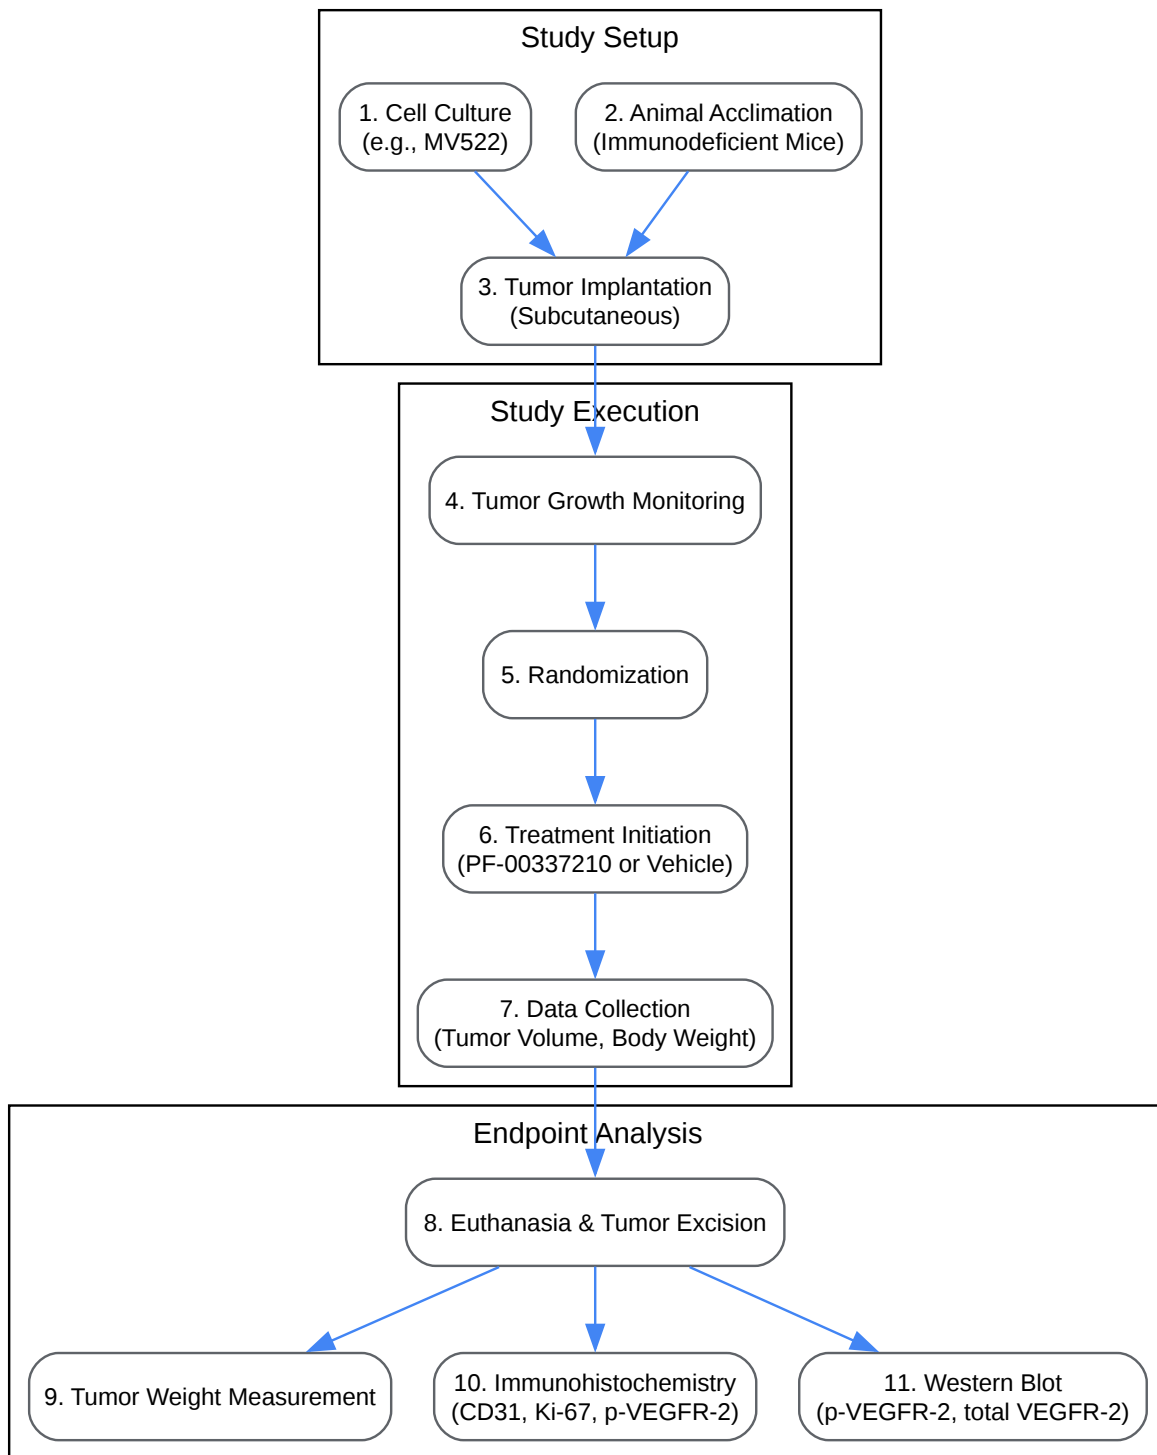 Study Setup
1. Cell Culture
(e.g., MV522)
2. Animal Acclimation
(Immunodeficient Mice)
3. Tumor Implantation
(Subcutaneous)
Study Execution
4. Tumor Growth Monitoring
5. Randomization
6. Treatment Initiation
(PF-00337210 or Vehicle)
7. Data Collection
(Tumor Volume, Body Weight)
Endpoint Analysis
8. Euthanasia & Tumor Excision
9. Tumor Weight Measurement
10. Immunohistochemistry
(CD31, Ki-67, p-VEGFR-2)
11. Western Blot
(p-VEGFR-2, total VEGFR-2)